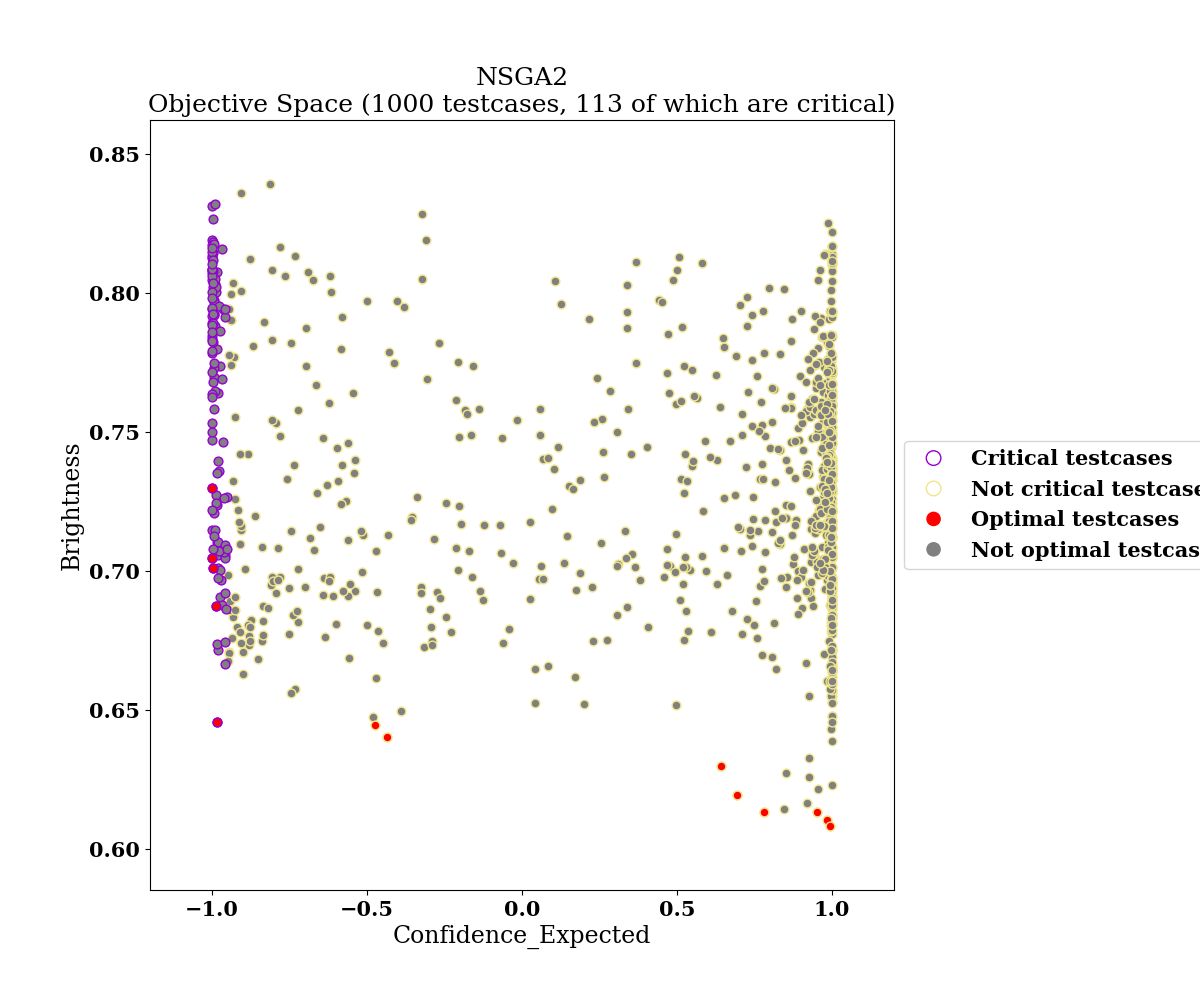 NSGA2
Objective Space (1000 testcases, 113 of which are critical)
0.85
0.80
0.75
0.70
0.65
0.60
Brightness
−1.0
−0.5
0.0
0.5
1.0
Confidence_Expected
Critical testcases
Not critical testcase
Optimal testcases
Not optimal testcas